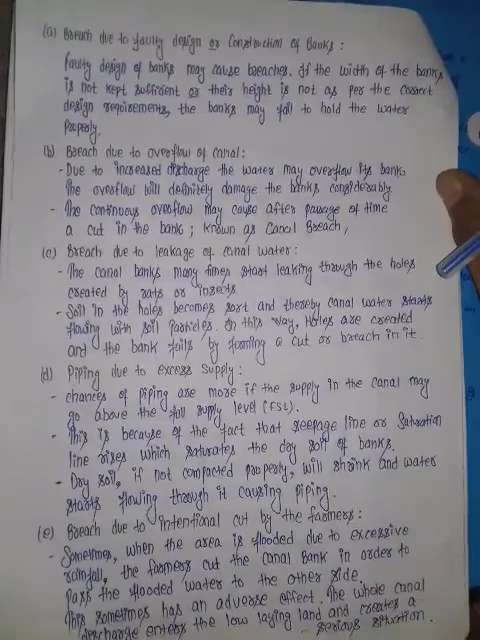 (a) Breach due to faulty design or Construction of Banks :
Faulty design of banks may cause breaches. If the width of the banks
is not kept sufficient or their height is not as per the correct
design requirements, the banks may fail to hold the water
properly.
(b) Breach due to overflow of canal:
- Due to increased discharge the water may overflow its bank.
The overflow will definitely damage the banks considerably.
- The continuous overflow may cause after passage of time
a cut in the bank; known as Canal Breach,
(c) Breach due to leakage of canal water :
- The canal banks many times start leaking through the holes
created by rats or insects
- Soil in the holes becomes sort and thereby canal water starts
flowing with soil particles. In this way, Holes are created
and the bank fails by forming a cut or breach in it.
(d) Piping due to excess supply :
- chances of piping are more if the supply in the canal may
go above the full supply level (FSL).
- This is because of the fact that seepage line or saturation
line rises which saturates the dry soil of banks.
- Dry soil, if not compacted properly, will shrink and water
starts flowing through it causing piping.
(e) Breach due to intentional cut by the farmers :
- Sometimes, when the area is flooded due to excessive
rainfall, the farmers cut the canal Bank in order to
pass the flooded water to the other side.
This sometimes has an adverse effect. The whole canal
discharge enters the low laying land and creates a
- serious situation.